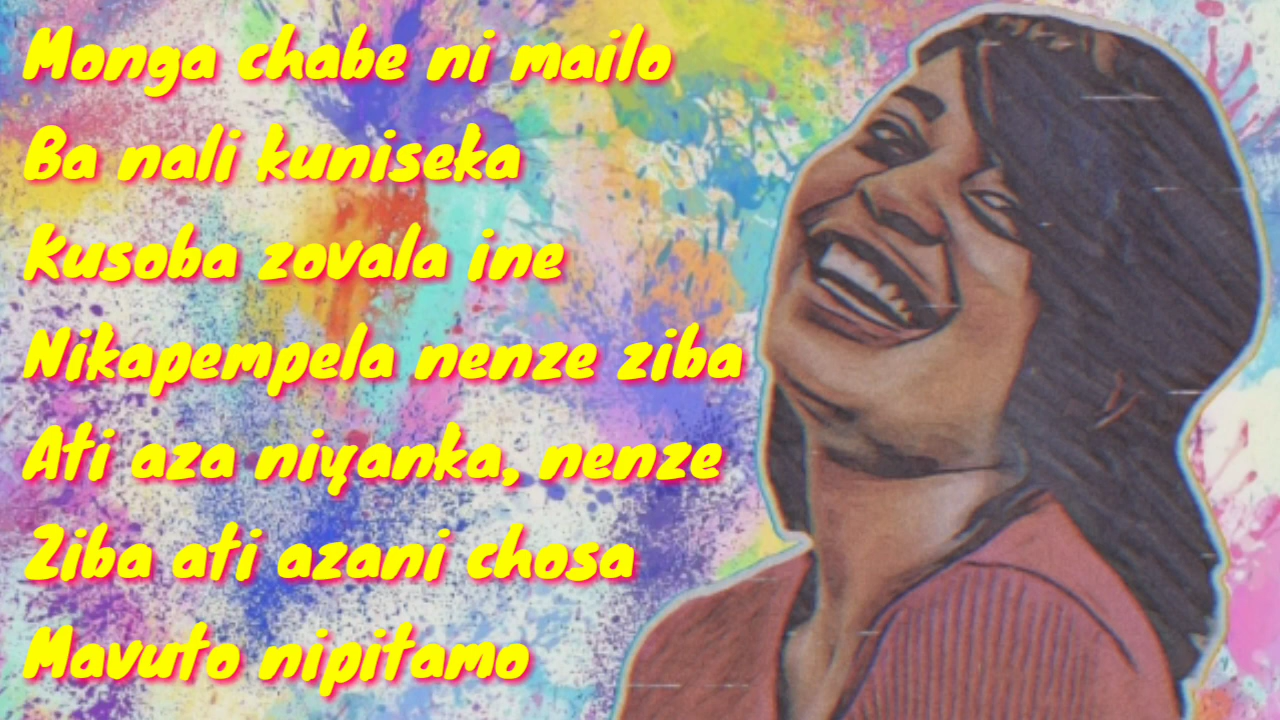 Monga chabe ni mailo
Ba nali kuniseka
Kusoba zovala ine
Nikapempela nenze ziba
Ati aza niyanka, nenze
Ziba ati azani chosa
Mavuto nipitamo